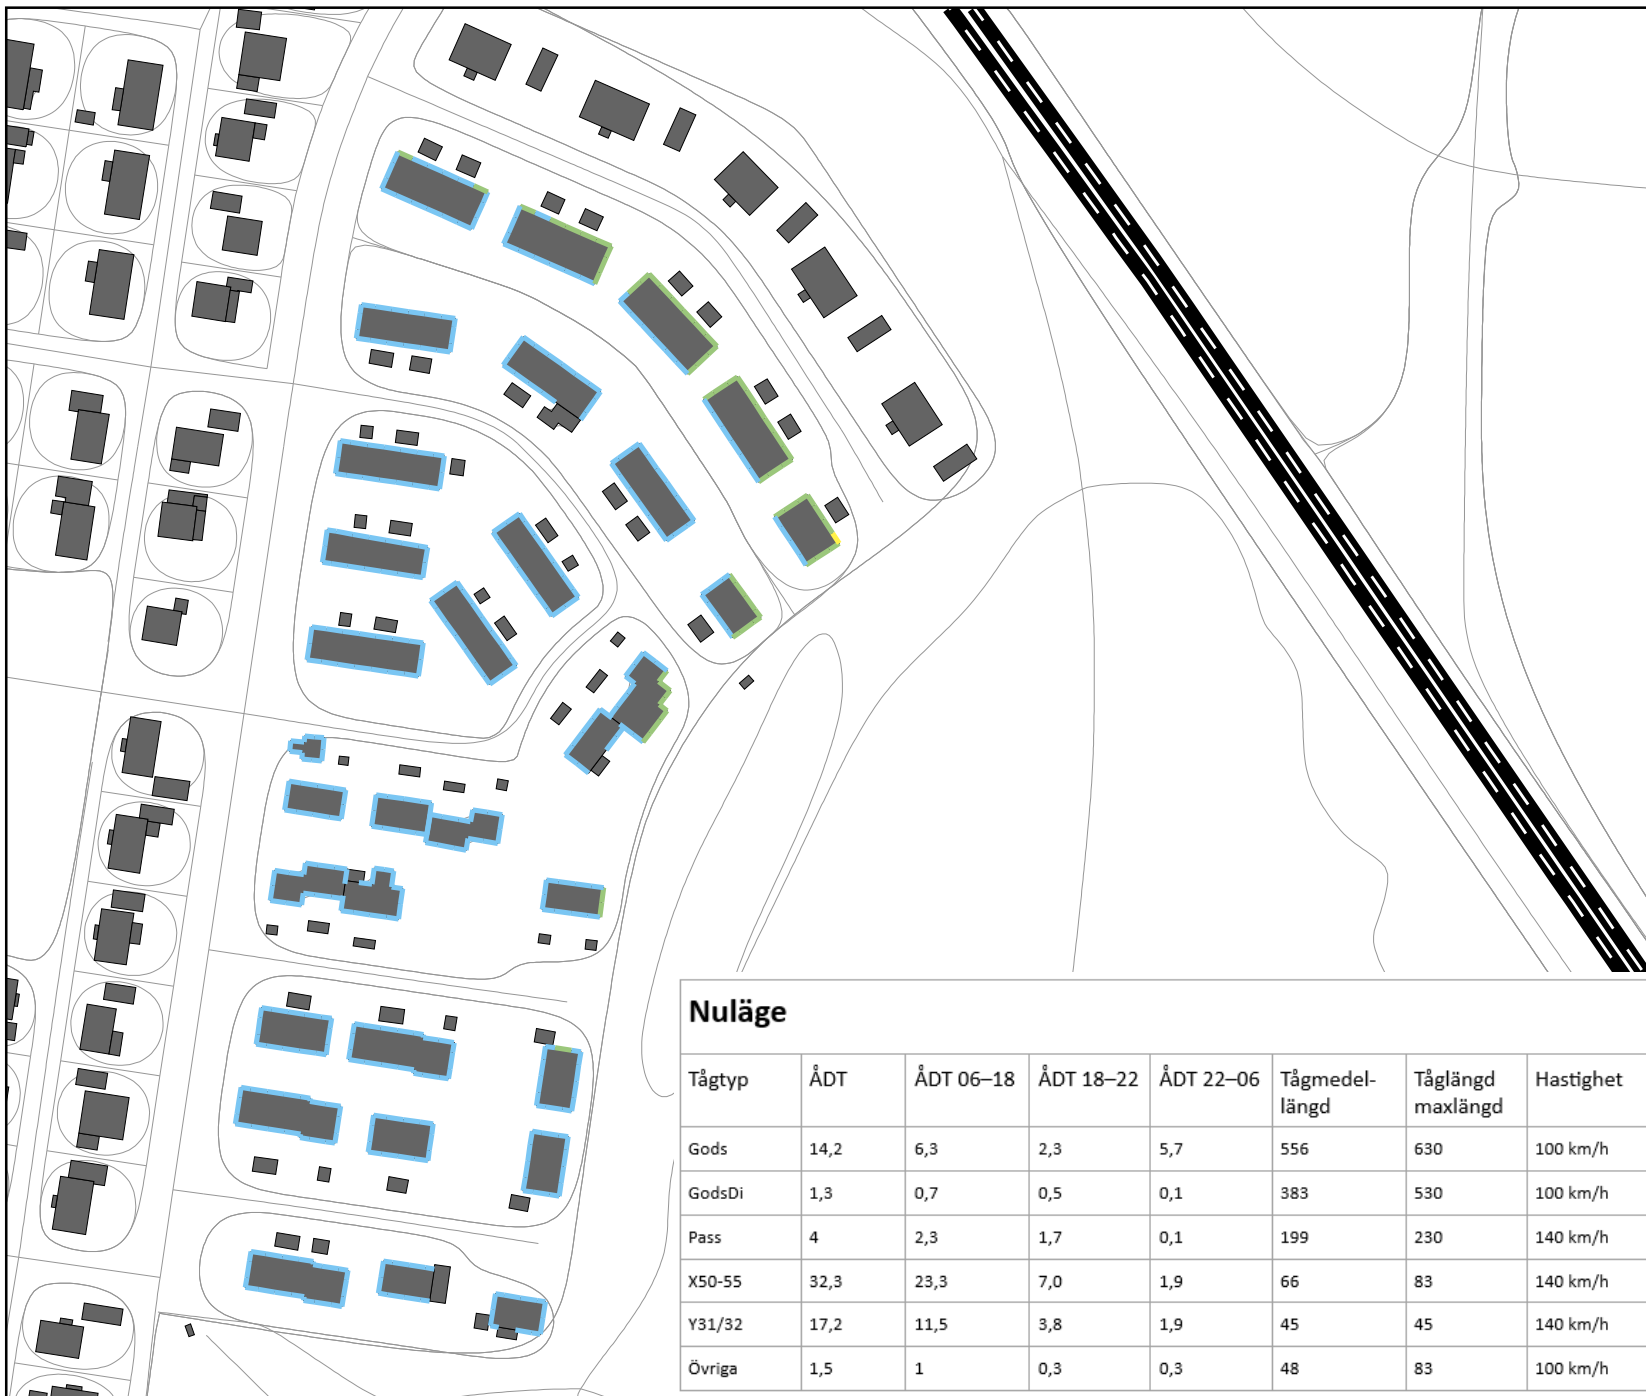 Nuläge
Tågtyp ÅDT ÅDT 06–18 ÅDT 18–22 ÅDT 22–06 Tågmedel- Tåglängd Hastighet
längd maxlängd
Gods 14,2 6,3 2,3 5,7 556 630 100 km/h
GodsDi 1,3 0,7 0,5 0,1 383 530 100 km/h
Pass 4 2,3 1,7 0,1 199 230 140 km/h
X50-55 32,3 23,3 7,0 1,9 66 83 140 km/h
Y31/32 17,2 11,5 3,8 1,9 45 45 140 km/h
Övriga 1,5 1 0,3 0,3 48 83 100 km/h